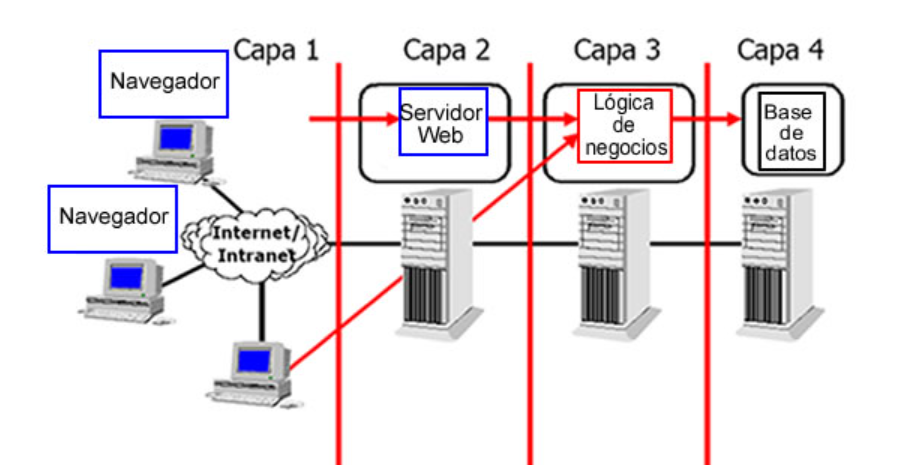 Capa 1
Capa 2
Capa 3
Capa 4
Navegador
Servidor
Web
Lógica
de
negocios
Base
de
datos
Navegador
Internet/
Intranet